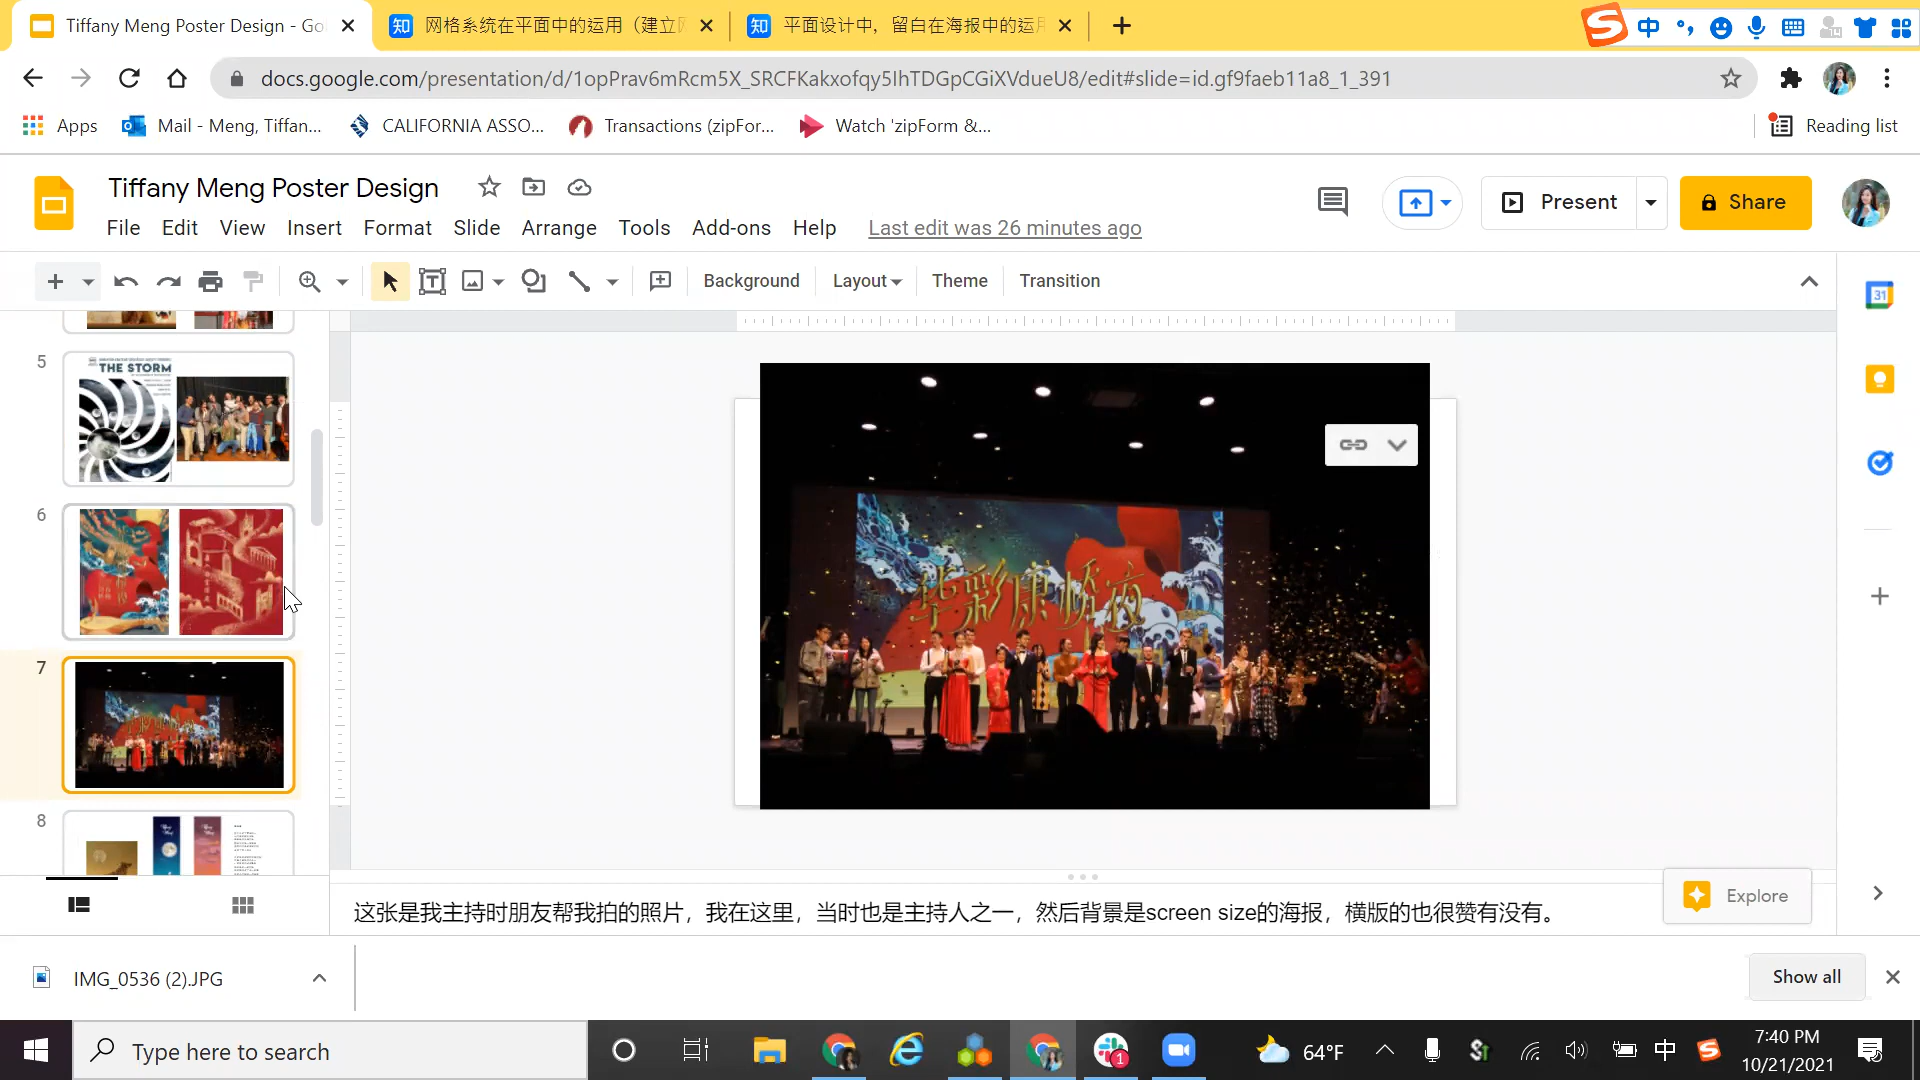 Tiffany Meng Poster Design - Go
知 网格系统在平面中的运用（建立网
知 平面设计中，留白在海报中的运用
中
docs.google.com/presentation/d/1opPrav6mRcm5X_SRCFKakxofqy5IhTDGpCGiXVdueU8/edit#slide=id.gf9faeb11a8_1_391
Apps
Mail - Meng, Tiffan...
CALIFORNIA ASSO...
Transactions (zipFor...
Watch 'zipForm &...
Reading list
Tiffany Meng Poster Design
Present
Share
File Edit View Insert Format Slide Arrange Tools Add-ons Help Last edit was 26 minutes ago
Background Layout Theme Transition
31
5
THE STORM
6
华彩康桥夜
7
8
这张是我主持时朋友帮我拍的照片，我在这里，当时也是主持人之一，然后背景是screen size的海报，横版的也很赞有没有。
Explore
IMG_0536 (2).JPG
Show all
Type here to search
1
64°F
中
7:40 PM
10/21/2021